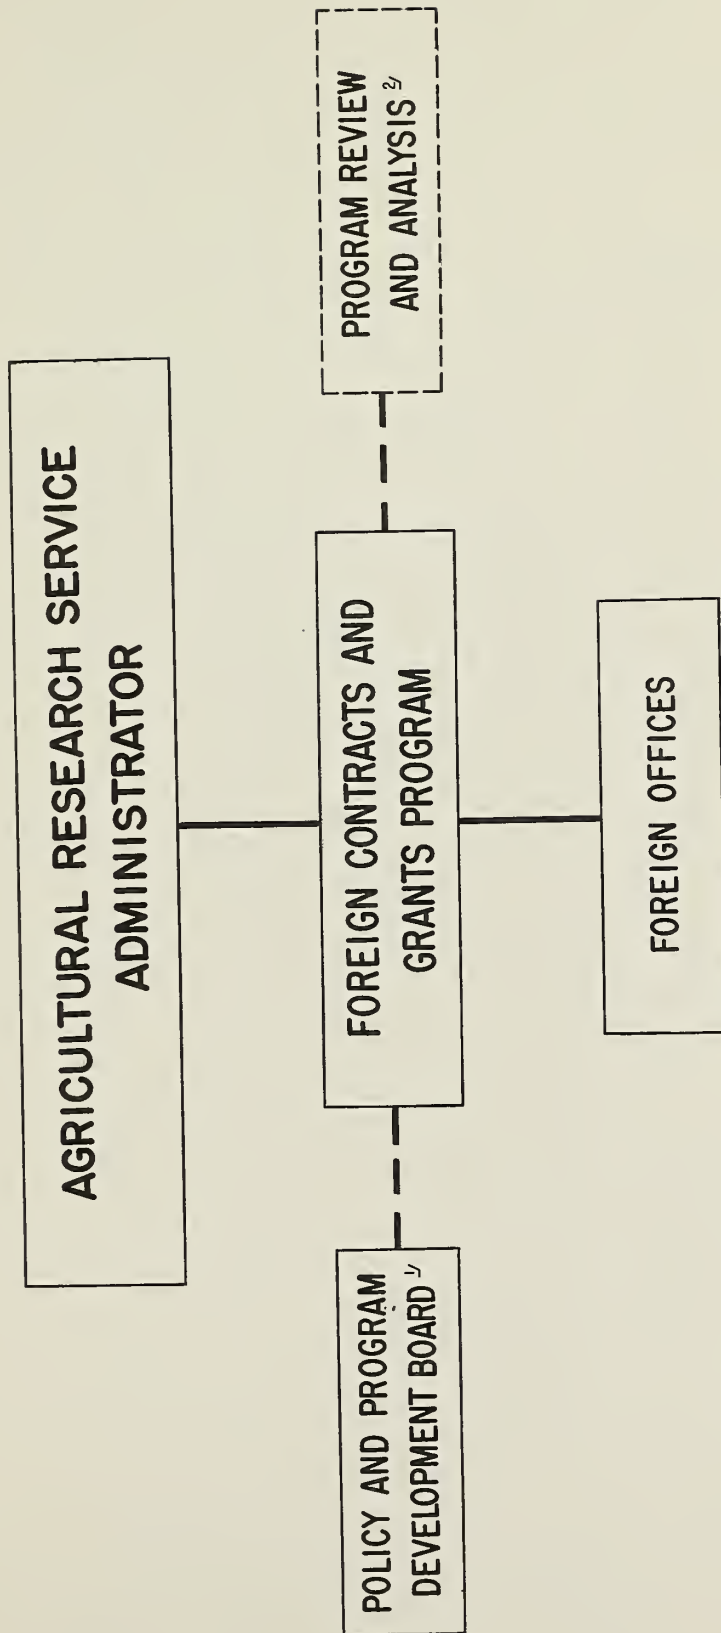 AGRICULTURAL RESEARCH SERVICE
ADMINISTRATOR
POLICY AND PROGRAM
DEVELOPMENT BOARD 1/
FOREIGN CONTRACTS AND
GRANTS PROGRAM
PROGRAM REVIEW
AND ANALYSIS 2/
FOREIGN OFFICES